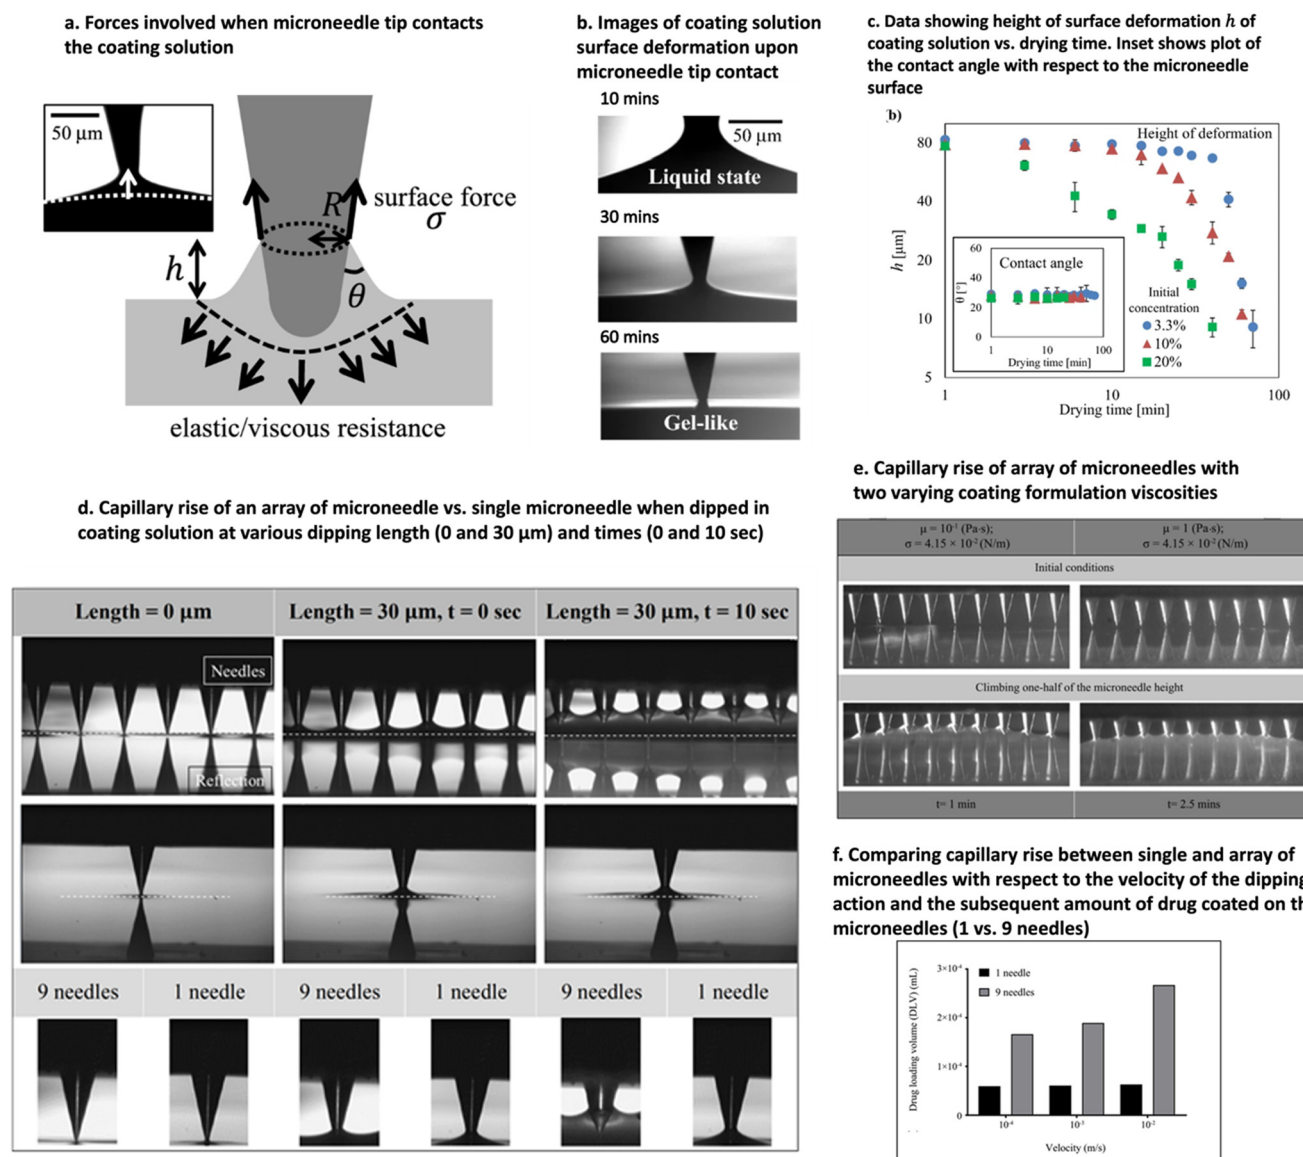 a. Forces involved when microneedle tip contacts
the coating solution
50 μm
R
surface force
σ
h
θ
elastic/viscous resistance
b. Images of coating solution
surface deformation upon
microneedle tip contact
10 mins
50 μm
Liquid state
30 mins
60 mins
Gel-like
c. Data showing height of surface deformation h of
coating solution vs. drying time. Inset shows plot of
the contact angle with respect to the microneedle
surface
b)
Height of deformation
80
40
20
10
5
h [μm]
1
10
100
Drying time [min]
Contact angle
60
40
20
0
θ [°]
1
10
100
Drying time [min]
Initial
concentration
3.3%
10%
20%
d. Capillary rise of an array of microneedle vs. single microneedle when dipped in
coating solution at various dipping length (0 and 30 μm) and times (0 and 10 sec)
Length = 0 μm
Length = 30 μm, t = 0 sec
Length = 30 μm, t = 10 sec
Needles
Reflection
9 needles
1 needle
9 needles
1 needle
9 needles
1 needle
e. Capillary rise of array of microneedles with
two varying coating formulation viscosities
μ = 10⁻¹ (Pa·s);
σ = 4.15 × 10⁻² (N/m)
μ = 1 (Pa·s);
σ = 4.15 × 10⁻² (N/m)
Initial conditions
Climbing one-half of the microneedle height
t= 1 min
t= 2.5 mins
f. Comparing capillary rise between single and array of
microneedles with respect to the velocity of the dipping
action and the subsequent amount of drug coated on th
microneedles (1 vs. 9 needles)
Drug loading volume (DLV) (mL)
3×10⁻⁴
2×10⁻⁴
1×10⁻⁴
0
1 needle
9 needles
10⁻⁴
10⁻³
10⁻²
Velocity (m/s)